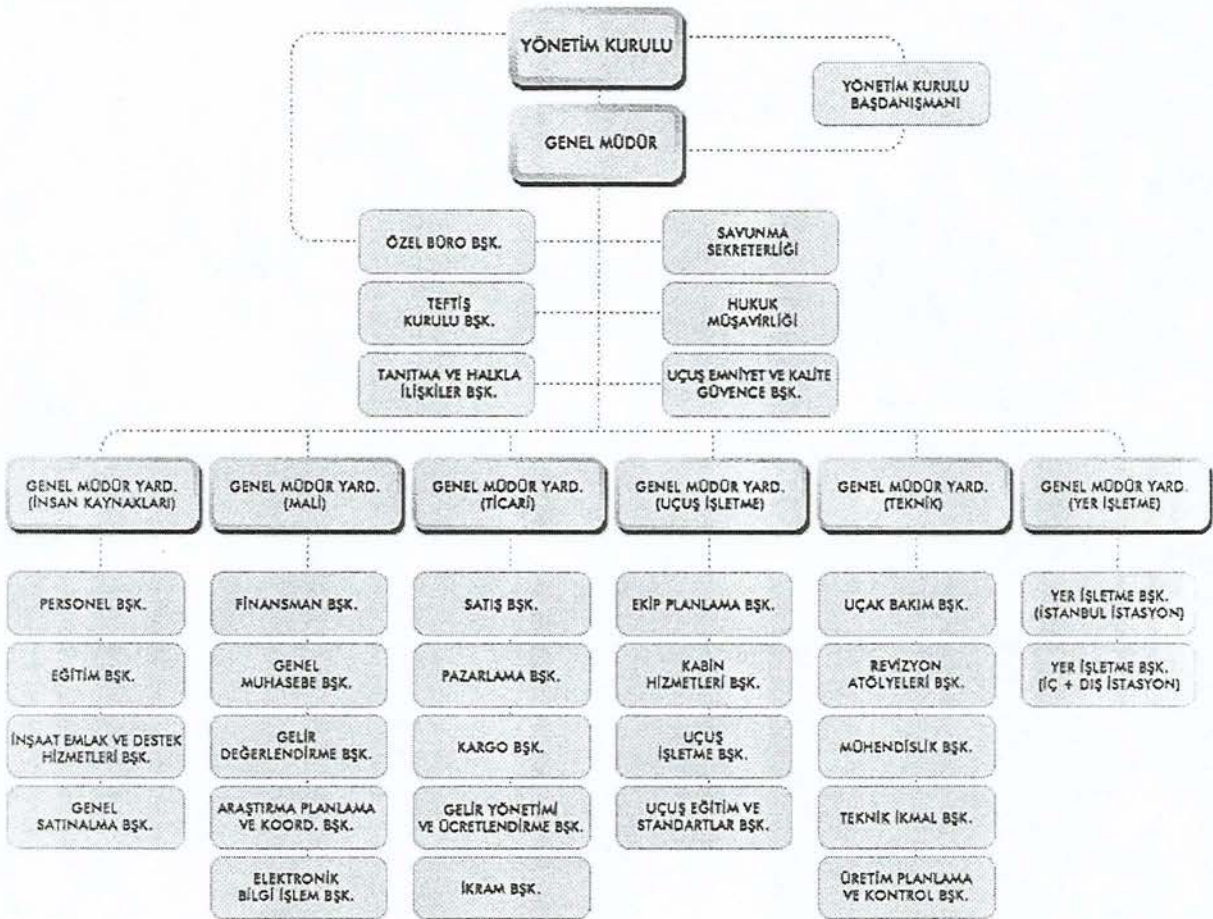 YÖNETİM KURULU
YÖNETİM KURULU
BAŞDANIŞMANI
GENEL MÜDÜR
ÖZEL BÜRO BŞK.
SAVUNMA
SEKRETERLİĞİ
TEFTİŞ
KURULU BŞK.
HUKUK
MÜŞAVİRLİĞİ
TANITMA VE HALKLA
İLİŞKİLER BŞK.
UÇUŞ EMNİYET VE KALİTE
GÜVENCE BŞK.
GENEL MÜDÜR YARD.
(İNSAN KAYNAKLARI)
GENEL MÜDÜR YARD.
(MALİ)
GENEL MÜDÜR YARD.
(TİCARİ)
GENEL MÜDÜR YARD.
(UÇUŞ İŞLETME)
GENEL MÜDÜR YARD.
(TEKNİK)
GENEL MÜDÜR YARD.
(YER İŞLETME)
PERSONEL BŞK.
FİNANSMAN BŞK.
SATIŞ BŞK.
EKİP PLANLAMA BŞK.
UÇAK BAKIM BŞK.
YER İŞLETME BŞK.
(İSTANBUL İSTASYON)
EĞİTİM BŞK.
GENEL
MUHASEBE BŞK.
PAZARLAMA BŞK.
KABİN
HİZMETLERİ BŞK.
REVİZYON
ATÖLYELERİ BŞK.
YER İŞLETME BŞK.
(İÇ + DIŞ İSTASYON)
İNŞAAT EMLAK VE DESTEK
HİZMETLERİ BŞK.
GELİR
DEĞERLENDİRME BŞK.
KARGO BŞK.
UÇUŞ
İŞLETME BŞK.
MÜHENDİSLİK BŞK.
GENEL
SATINALMA BŞK.
ARAŞTIRMA PLANLAMA
VE KOORD. BŞK.
GELİR YÖNETİMİ
VE ÜCRETLENDİRME BŞK.
UÇUŞ EĞİTİM VE
STANDARTLAR BŞK.
TEKNİK İKMAL BŞK.
ELEKTRONİK
BİLGİ İŞLEM BŞK.
İKRAM BŞK.
ÜRETİM PLANLAMA
VE KONTROL BŞK.